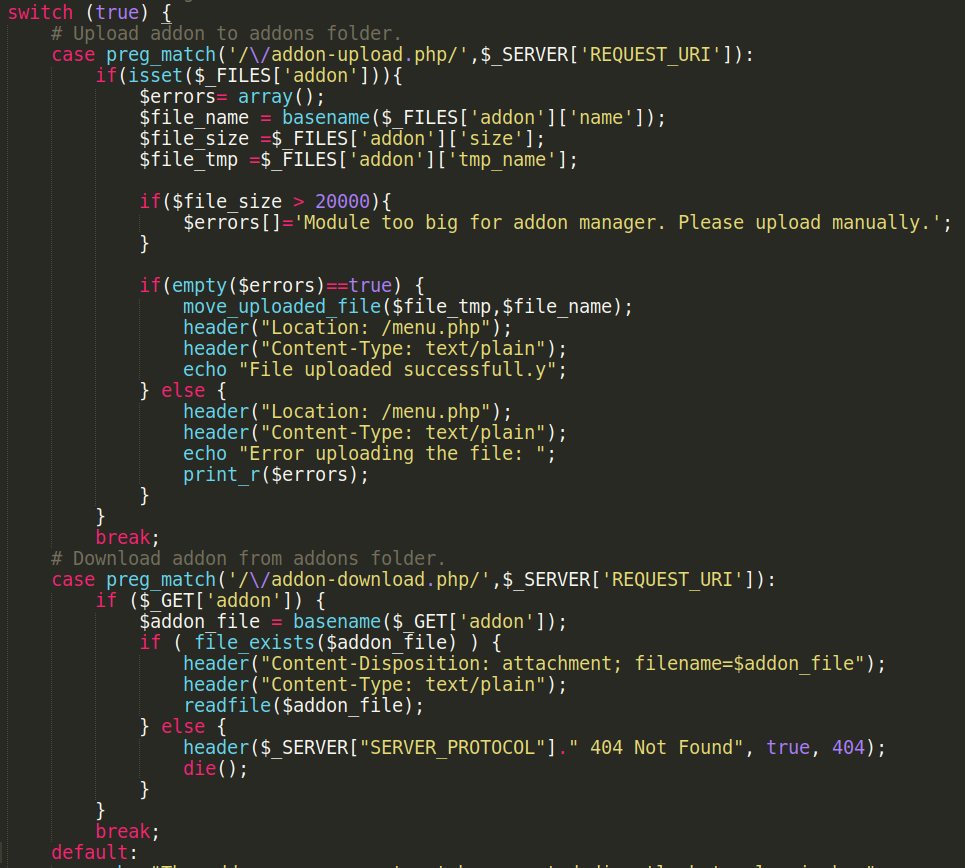 switch (true) {
    # Upload addon to addons folder.
    case preg_match('/\/addon-upload.php/',$_SERVER['REQUEST_URI']):
        if(isset($_FILES['addon'])){
            $errors= array();
            $file_name = basename($_FILES['addon']['name']);
            $file_size =$_FILES['addon']['size'];
            $file_tmp =$_FILES['addon']['tmp_name'];

            if($file_size > 20000){
                $errors[]='Module too big for addon manager. Please upload manually.';
            }

            if(empty($errors)==true) {
                move_uploaded_file($file_tmp,$file_name);
                header("Location: /menu.php");
                header("Content-Type: text/plain");
                echo "File uploaded successfull.y";
            } else {
                header("Location: /menu.php");
                header("Content-Type: text/plain");
                echo "Error uploading the file: ";
                print_r($errors);
            }
        }
        break;
    # Download addon from addons folder.
    case preg_match('/\/addon-download.php/',$_SERVER['REQUEST_URI']):
        if ($_GET['addon']) {
            $addon_file = basename($_GET['addon']);
            if ( file_exists($addon_file) ) {
                header("Content-Disposition: attachment; filename=$addon_file");
                header("Content-Type: text/plain");
                readfile($addon_file);
            } else {
                header($_SERVER["SERVER_PROTOCOL"]." 404 Not Found", true, 404);
                die();
            }
        }
        break;
    default: